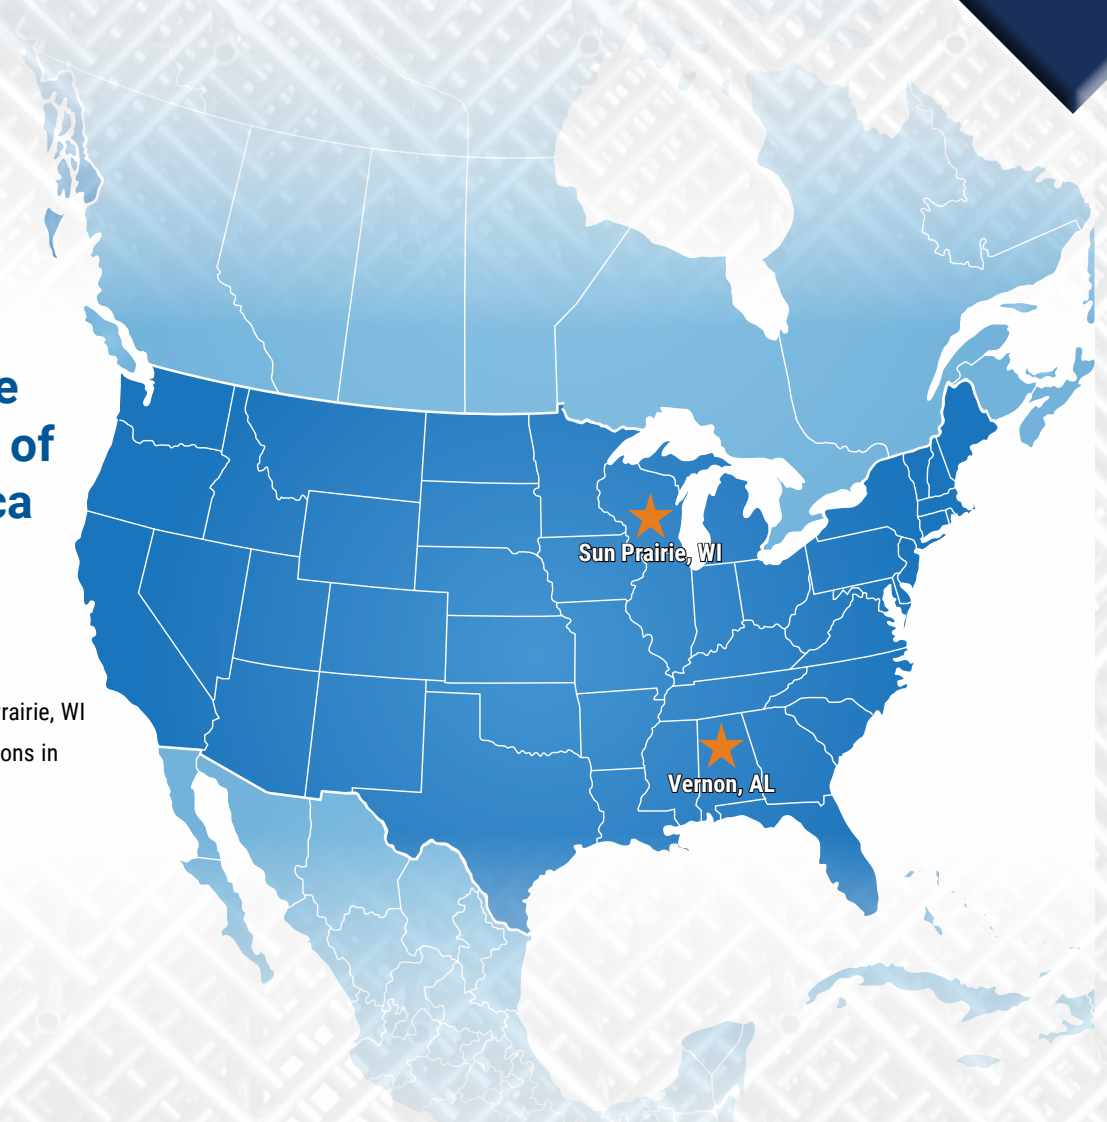 e
of
ca
Sun Prairie, WI
rairie, WI
ons in
Vernon, AL